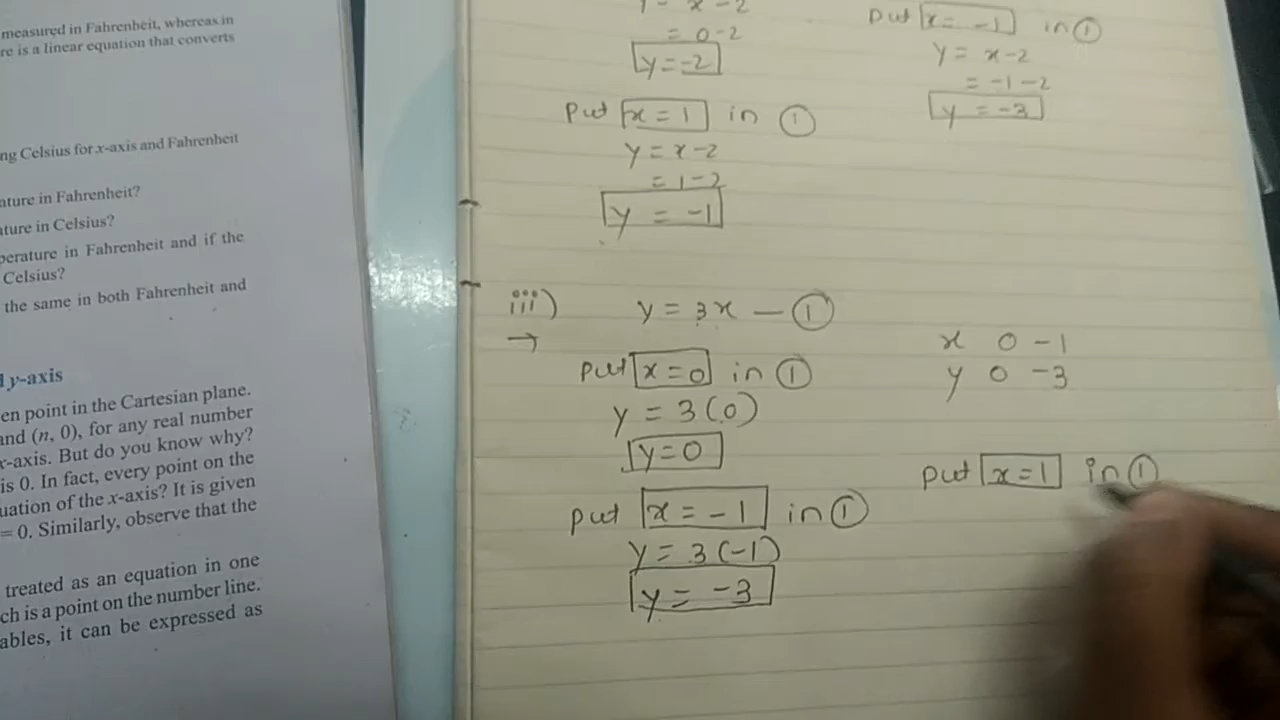 measured in Fahrenheit, whereas in
re is a linear equation that converts
ng Celsius for x-axis and Fahrenheit
ature in Fahrenheit?
ature in Celsius?
perature in Fahrenheit and if the
Celsius?
the same in both Fahrenheit and
y-axis
en point in the Cartesian plane.
and (n, 0), for any real number
x-axis. But do you know why?
is 0. In fact, every point on the
uation of the x-axis? It is given
= 0. Similarly, observe that the
treated as an equation in one
ch is a point on the number line.
ables, it can be expressed as
y = x - 2
= 0 - 2
y = -2
Put x = 1 in ①
y = x - 2
= 1 - 2
y = -1
Put x = -1 in ①
y = x - 2
= -1 - 2
y = -3
iii) y = 3x — ①
→
Put x = 0 in ①
y = 3(0)
y = 0
put x = -1 in ①
y = 3(-1)
y = -3
x 0 -1
y 0 -3
put x = 1 in ①